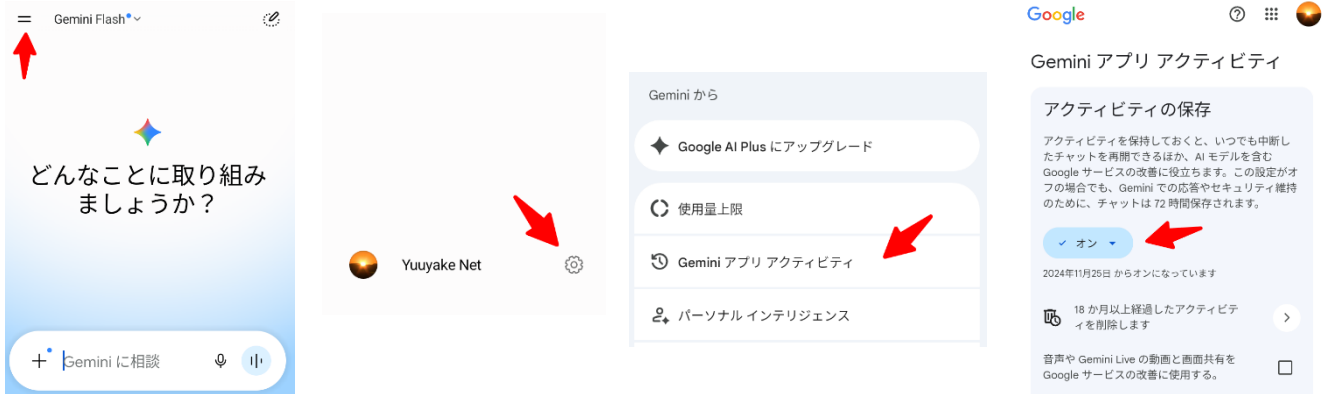 Gemini Flash
どんなことに取り組み
ましょうか？
Gemini に相談
Yuuyake Net
Gemini から
Google AI Plus にアップグレード
使用量上限
Gemini アプリ アクティビティ
パーソナル インテリジェンス
Google
Gemini アプリ アクティビティ
アクティビティの保存
アクティビティを保持しておくと、いつでも中断し
たチャットを再開できるほか、AI モデルを含む
Google サービスの改善に役立ちます。この設定がオ
フの場合でも、Gemini での応答やセキュリティ維持
のために、チャットは 72 時間保存されます。
オン
2024年11月25日 からオンになっています
18 か月以上経過したアクティビテ
ィを削除します
音声や Gemini Live の動画と画面共有を
Google サービスの改善に使用する。